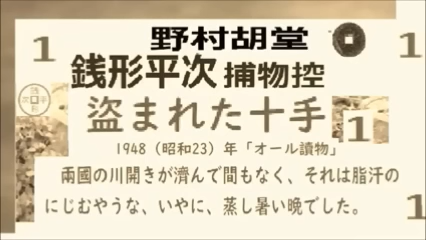 野村胡堂
銭形平次 捕物控
盗まれた十手
1948（昭和23）年「オール讀物」
兩國の川開きが濟んで間もなく、それは脂汗の
にじむやうな、いやに、蒸し暑い晩でした。
1
1
1
1